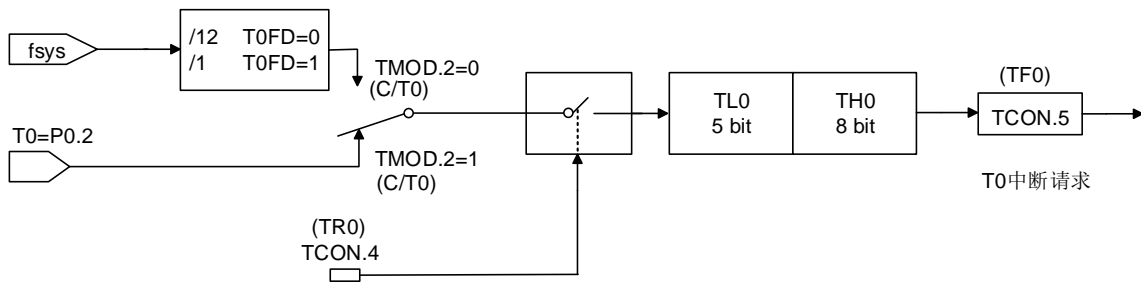 fsys
/12 T0FD=0
/1 T0FD=1
TMOD.2=0
(C/T0)
T0=P0.2
TMOD.2=1
(C/T0)
(TR0)
TCON.4
TL0
5 bit
TH0
8 bit
(TF0)
TCON.5
T0中断请求